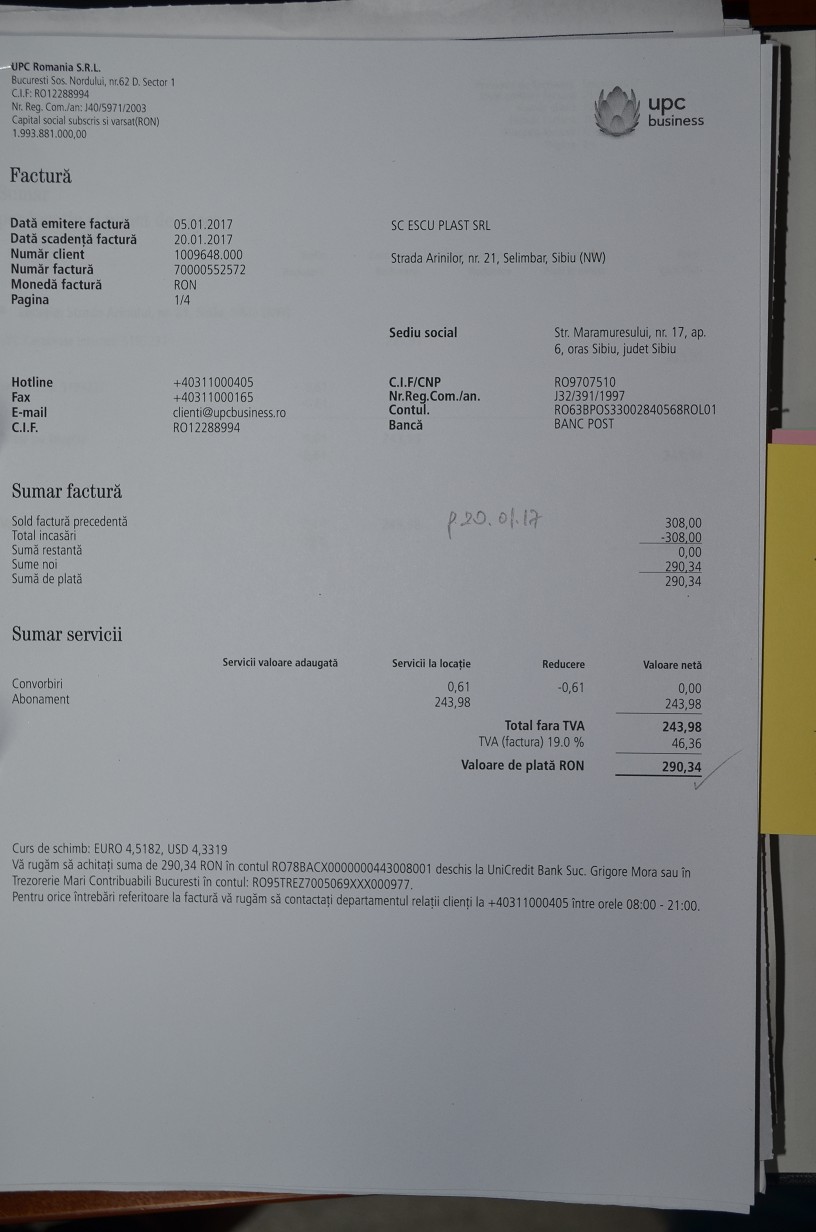 UPC Romania S.R.L.
Bucuresti Sos. Nordului, nr.62 D. Sector 1
C.I.F: RO12288994
Nr. Reg. Com./an: J40/5971/2003
Capital social subscris si varsat(RON)
1.993.881.000,00
upc
business
Factură
Dată emitere factură 05.01.2017
Dată scadență factură 20.01.2017
Număr client 1009648.000
Număr factură 70000552572
Monedă factură RON
Pagina 1/4
SC ESCU PLAST SRL
Strada Arinilor, nr. 21, Selimbar, Sibiu (NW)
Sediu social Str. Maramuresului, nr. 17, ap.
6, oras Sibiu, judet Sibiu
Hotline +40311000405
Fax +40311000165
E-mail clienti@upcbusiness.ro
C.I.F. RO12288994
C.I.F/CNP RO9707510
Nr.Reg.Com./an. J32/391/1997
Contul. RO63BPOS33002840568ROL01
Bancă BANC POST
Sumar factură
p 20.01.17
Sold factură precedentă 308,00
Total incasări -308,00
Sumă restantă 0,00
Sume noi 290,34
Sumă de plată 290,34
Sumar servicii
Servicii valoare adaugată Servicii la locație Reducere Valoare netă
Convorbiri 0,61 -0,61 0,00
Abonament 243,98 243,98
Total fara TVA 243,98
TVA (factura) 19.0 % 46,36
Valoare de plată RON 290,34
Curs de schimb: EURO 4,5182, USD 4,3319
Vă rugăm să achitați suma de 290,34 RON în contul RO78BACX0000000443008001 deschis la UniCredit Bank Suc. Grigore Mora sau în
Trezorerie Mari Contribuabili Bucuresti în contul: RO95TREZ7005069XXX000977.
Pentru orice întrebări referitoare la factură vă rugăm să contactați departamentul relații clienți la +40311000405 între orele 08:00 - 21:00.